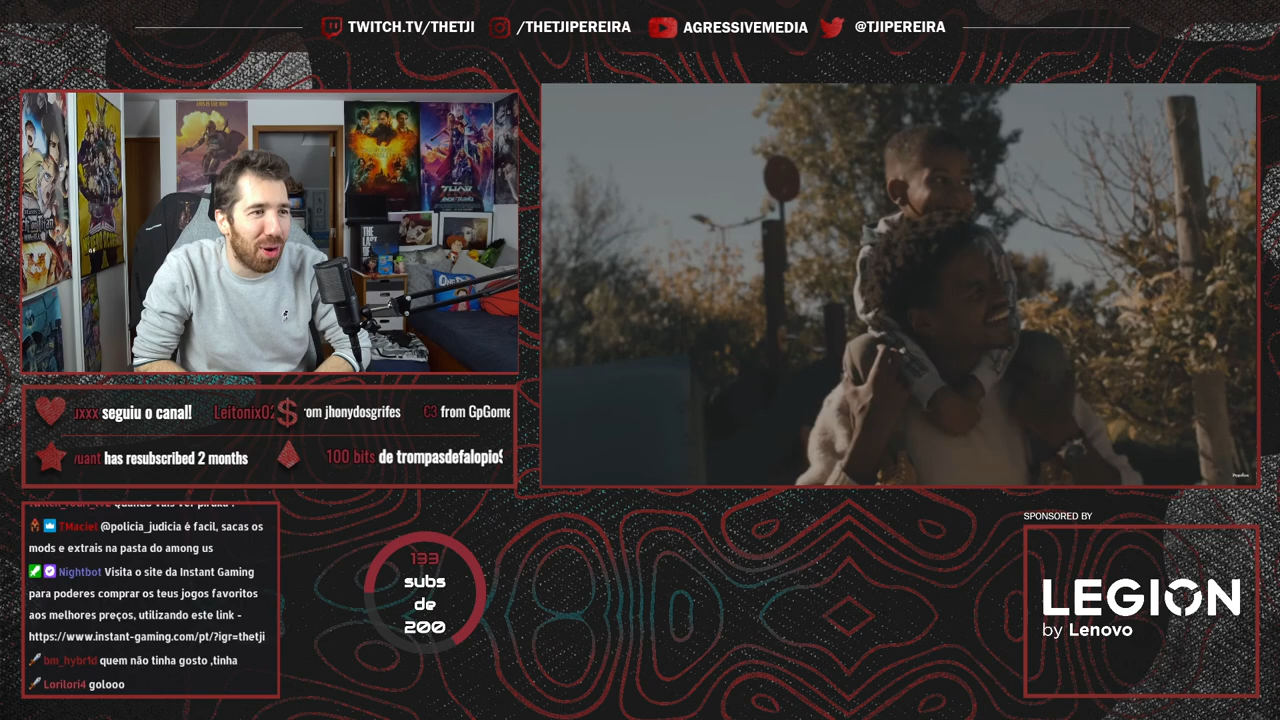 TWITCH.TV/THETJI /THETJIPEREIRA AGRESSIVEMEDIA @TJIPEREIRA
seguiu o canal! from GpGome
has resubscribed 2 months 100 bits de trompasdefalopio
€3
jhonydosgrifes
THOR
TMaciel @policia_judicia é facil, sacas os
mods e extrais na pasta do among us
Nightbot Visita o site da Instant Gaming
para poderes comprar os teus jogos favoritos
aos melhores preços, utilizando este link -
https://www.instant-gaming.com/pt/?igr=thetji
bm_hybr1d quem não tinha gosto ,tinha
Lorilori4 golooo
133
subs
de
200
SPONSORED BY
LEGION
by Lenovo